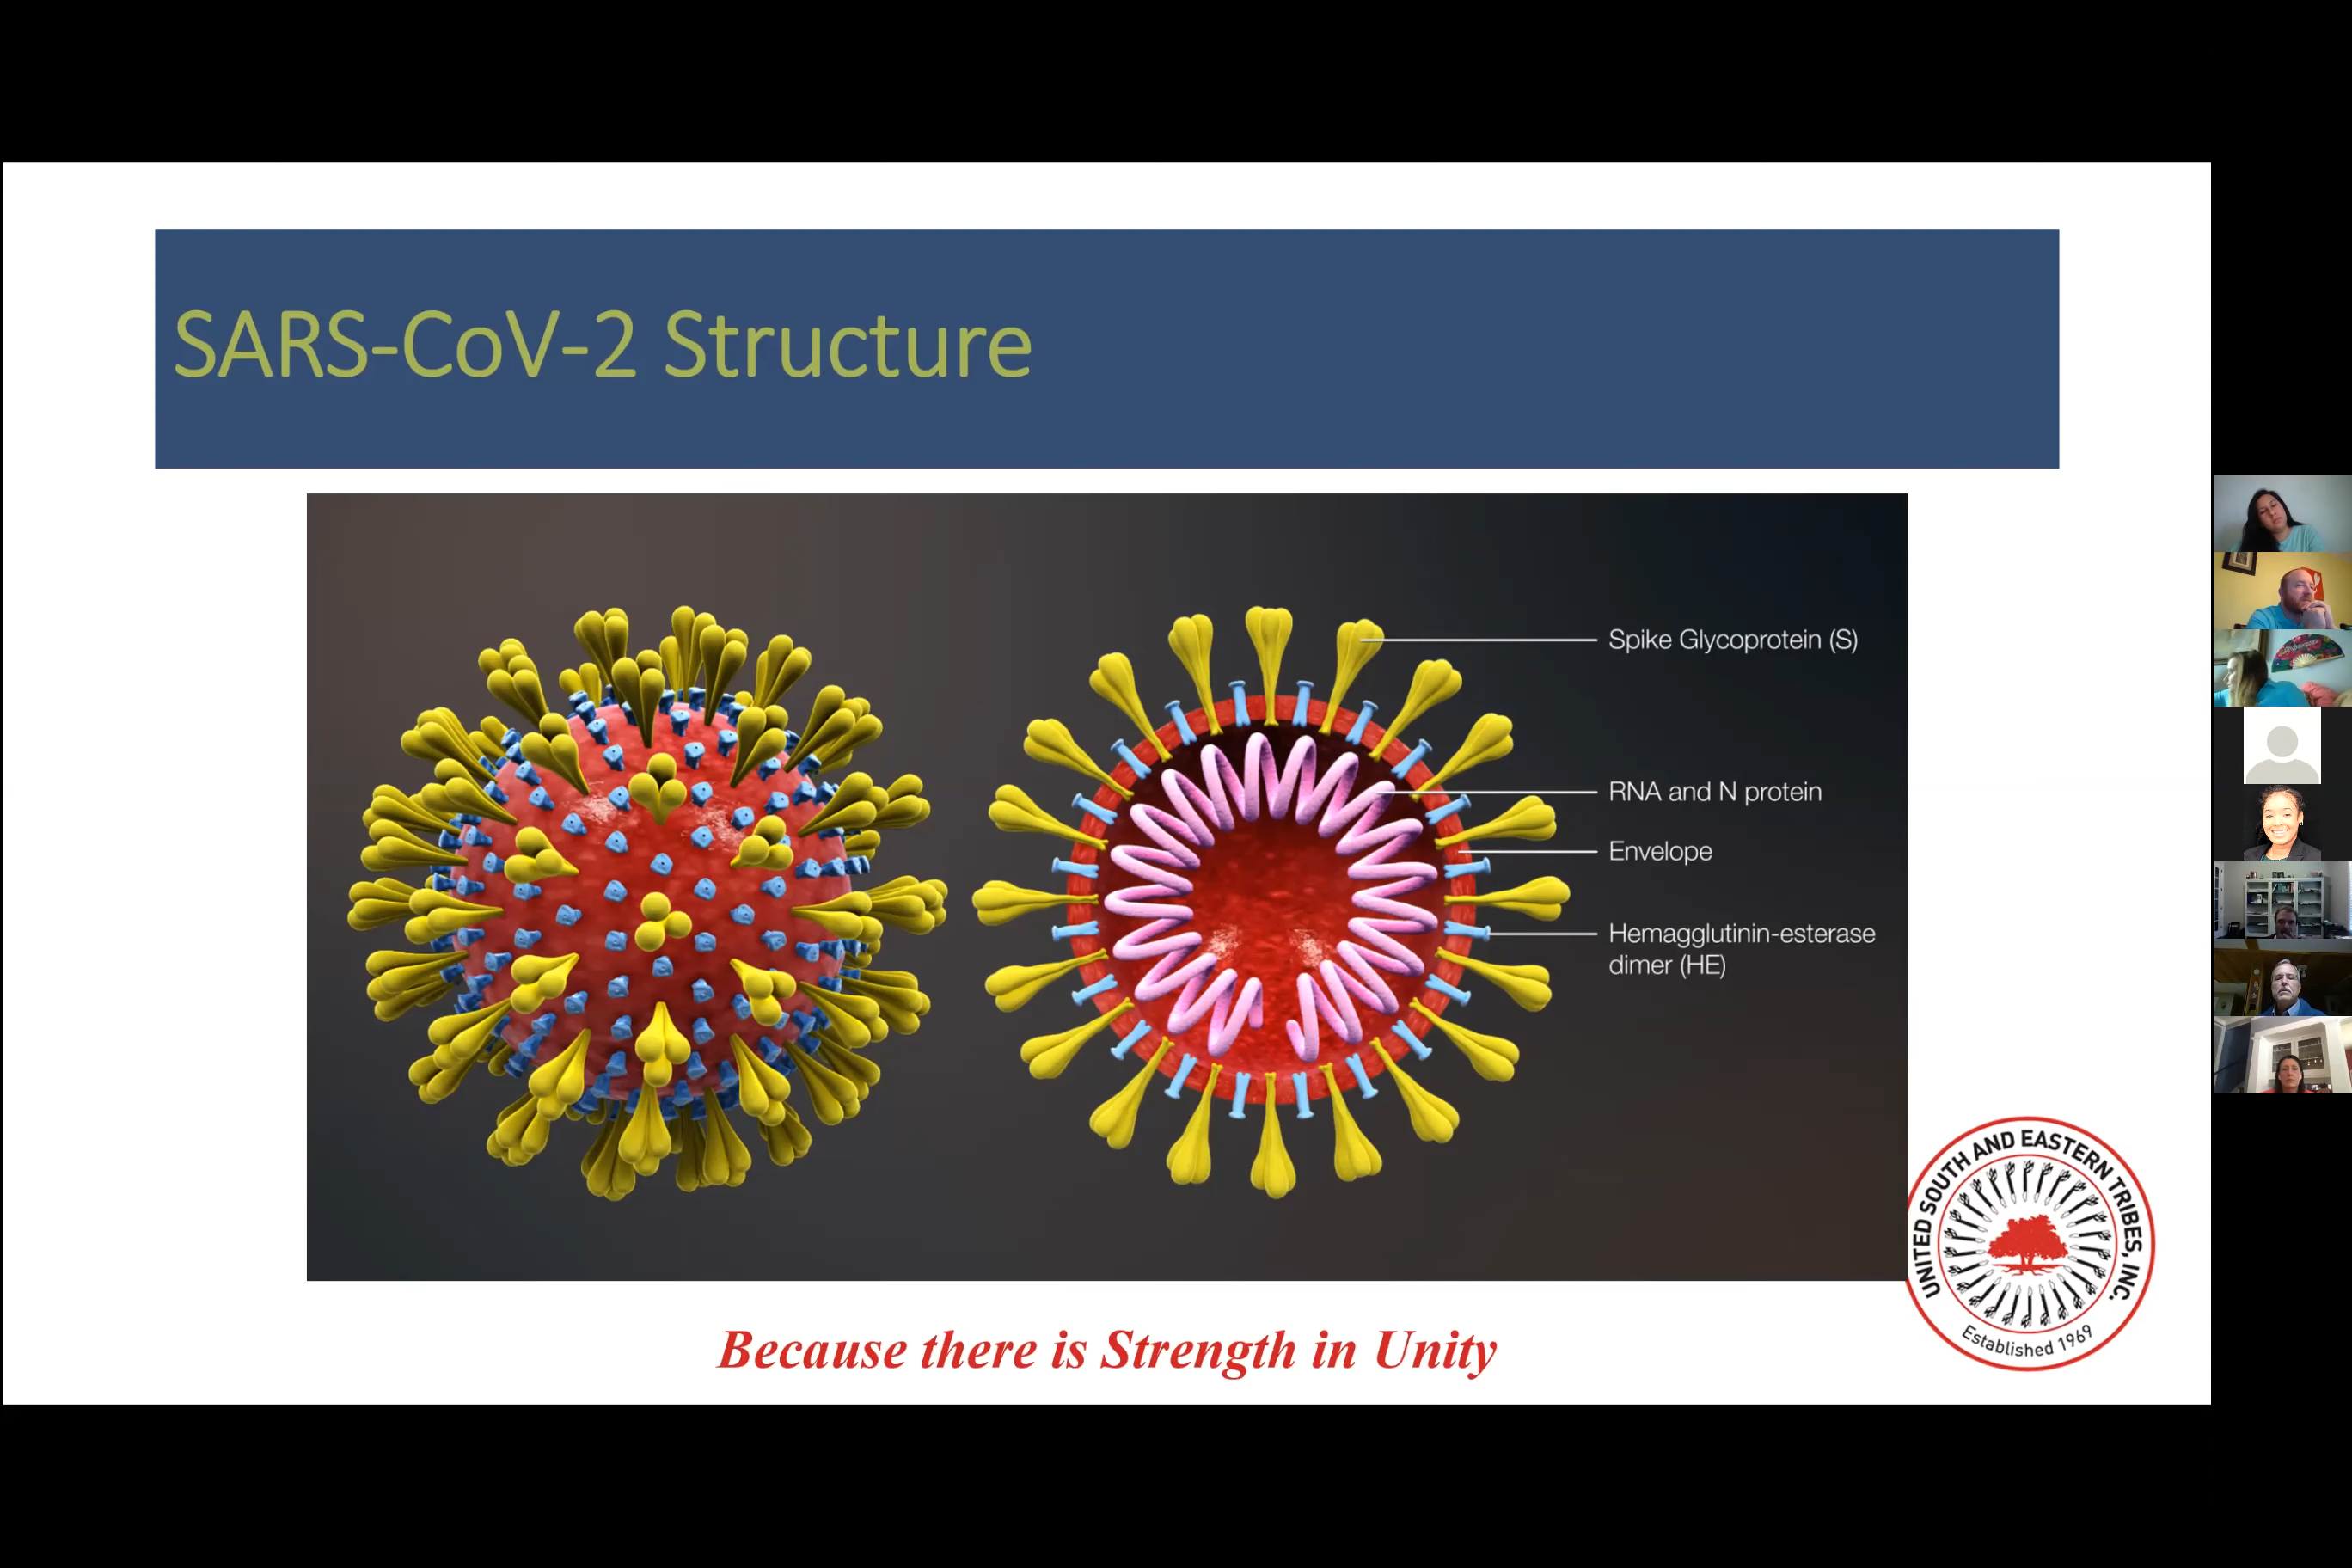 SARS-CoV-2 Structure
Spike Glycoprotein (S)
RNA and N protein
Envelope
Hemagglutinin-esterase
dimer (HE)
UNITED SOUTH AND EASTERN TRIBES, INC.
Established 1969
Because there is Strength in Unity